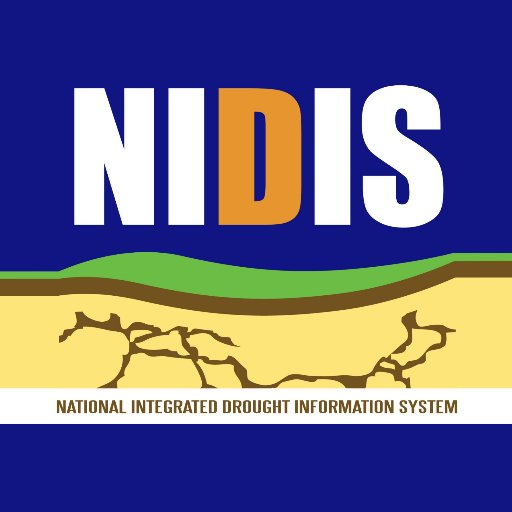 NIDIS
NATIONAL INTEGRATED DROUGHT INFORMATION SYSTEM